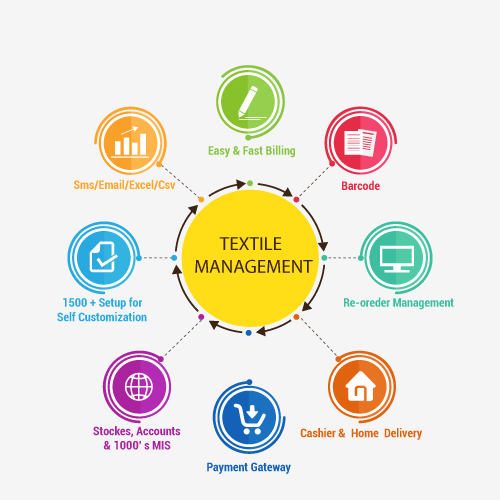 Easy & Fast Billing
Sms/Email/Excel/Csv
Barcode
TEXTILE
MANAGEMENT
1500 + Setup for
Self Customization
Re-oreder Management
Stockes, Accounts
& 1000' s MIS
Cashier & Home Delivery
Payment Gateway